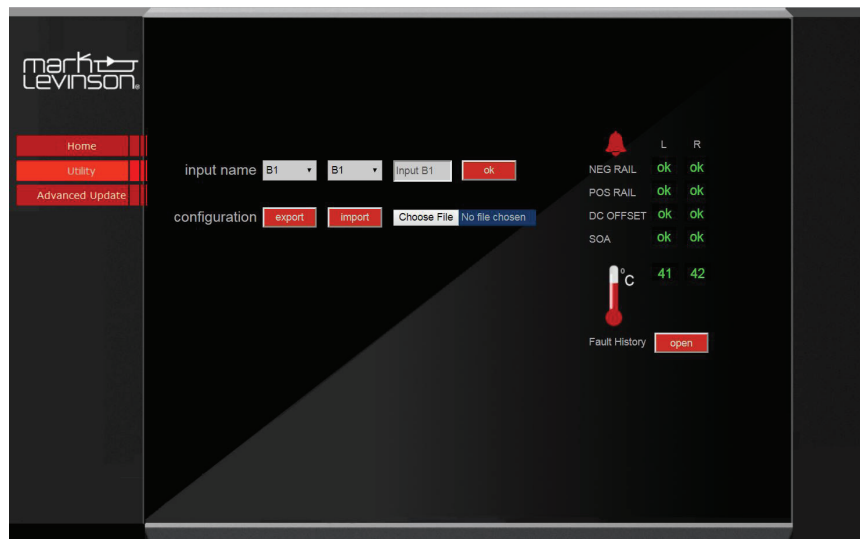 mark
Levinson®
Home
Utility
Advanced Update
input name B1 B1 Input B1 ok
configuration export import Choose File No file chosen
L R
NEG RAIL ok ok
POS RAIL ok ok
DC OFFSET ok ok
SOA ok ok
°C 41 42
Fault History open